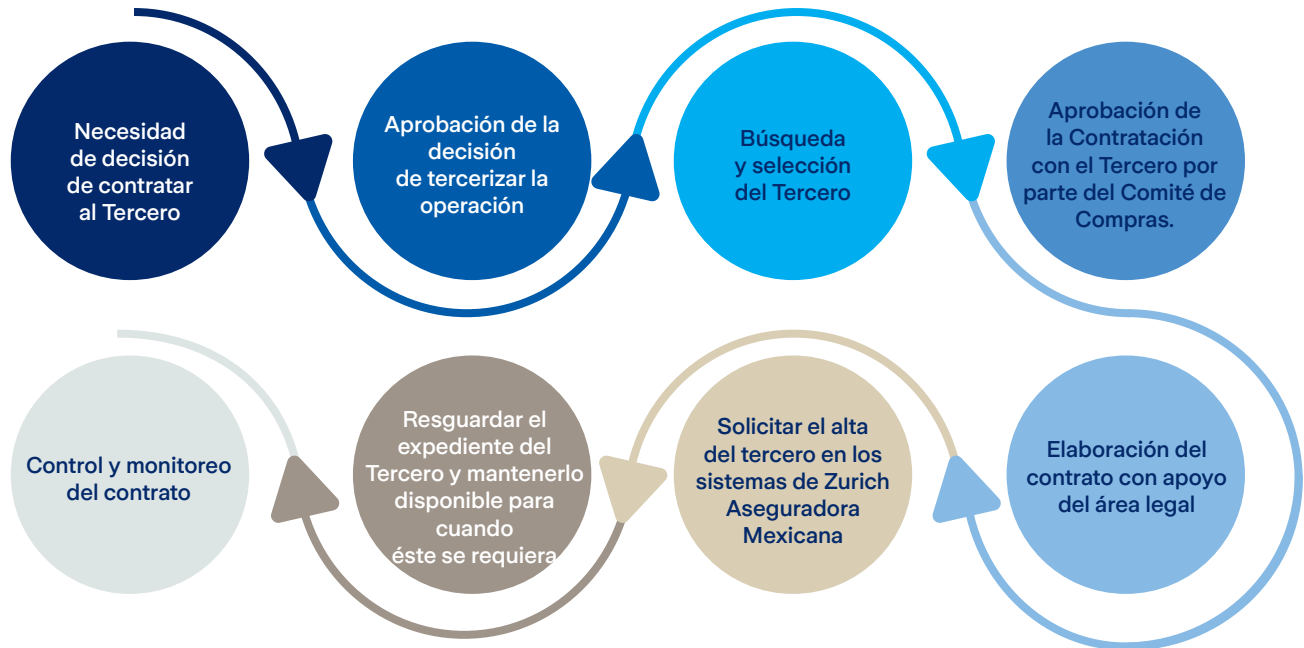 Necesidad
de decisión
de contratar
al Tercero
Aprobación de la
decisión
de tercerizar la
operación
Búsqueda
y selección
del Tercero
Aprobación de
la Contratación
con el Tercero por
parte del Comité de
Compras.
Elaboración del
contrato con apoyo
del área legal
Solicitar el alta
del tercero en los
sistemas de Zurich
Aseguradora
Mexicana
Resguardar el
expediente del
Tercero y mantenerlo
disponible para
cuando
éste se requiera
Control y monitoreo
del contrato